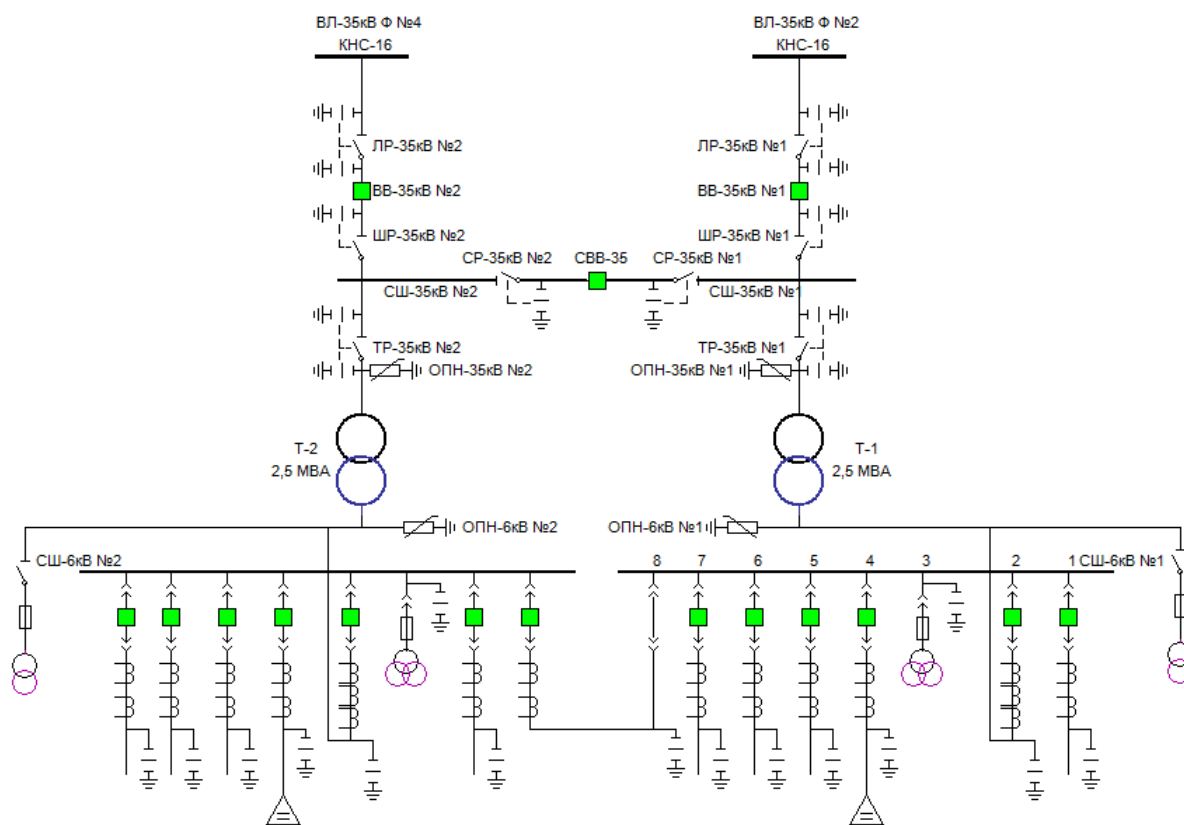 ВЛ-35кВ Ф №4
КНС-16
ВЛ-35кВ Ф №2
КНС-16
ЛР-35кВ №2
ЛР-35кВ №1
ВВ-35кВ №2
ВВ-35кВ №1
ШР-35кВ №2
ШР-35кВ №1
СР-35кВ №2
СВВ-35
СР-35кВ №1
СШ-35кВ №2
СШ-35кВ №1
ТР-35кВ №2
ТР-35кВ №1
ОПН-35кВ №2
ОПН-35кВ №1
Т-2
2,5 МВА
Т-1
2,5 МВА
ОПН-6кВ №2
ОПН-6кВ №1
СШ-6кВ №2
8 7 6 5 4 3 2 1 СШ-6кВ №1